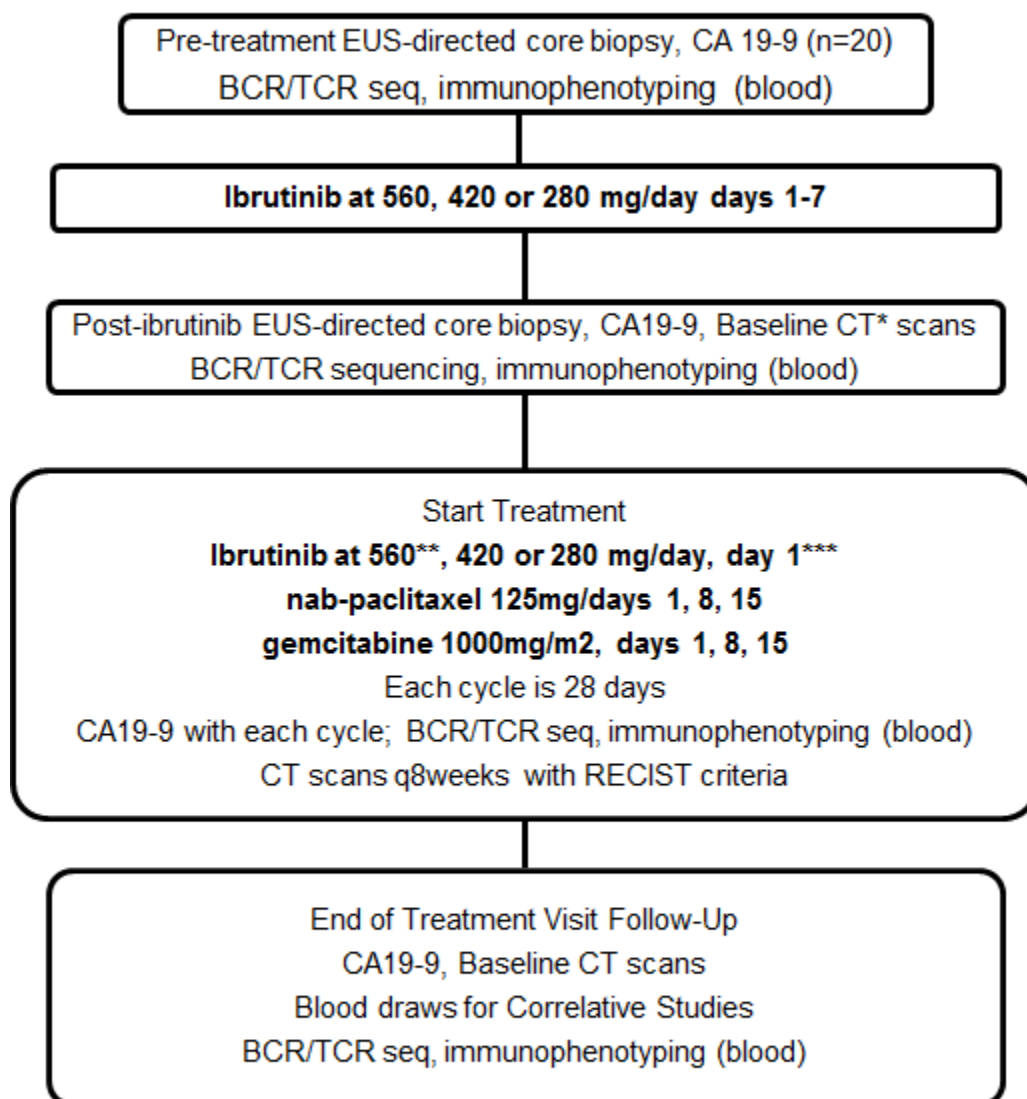 Pre-treatment EUS-directed core biopsy, CA 19-9 (n=20)
BCR/TCR seq, immunophenotyping (blood)
Ibrutinib at 560, 420 or 280 mg/day days 1-7
Post-ibrutinib EUS-directed core biopsy, CA19-9, Baseline CT* scans
BCR/TCR sequencing, immunophenotyping (blood)
Start Treatment
Ibrutinib at 560**, 420 or 280 mg/day, day 1***
nab-paclitaxel 125mg/days 1, 8, 15
gemcitabine 1000mg/m2, days 1, 8, 15
Each cycle is 28 days
CA19-9 with each cycle; BCR/TCR seq, immunophenotyping (blood)
CT scans q8weeks with RECIST criteria
End of Treatment Visit Follow-Up
CA19-9, Baseline CT scans
Blood draws for Correlative Studies
BCR/TCR seq, immunophenotyping (blood)